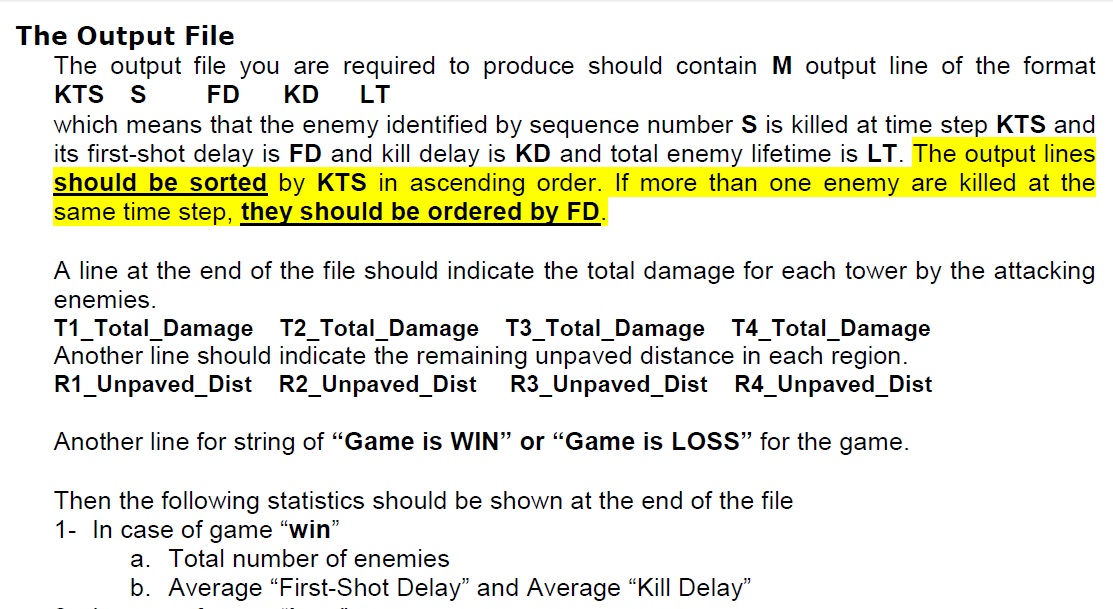 The Output File
The output file you are required to produce should contain M output line of the format
KTS S FD KD LT
which means that the enemy identified by sequence number S is killed at time step KTS and
its first-shot delay is FD and kill delay is KD and total enemy lifetime is LT. The output lines
should be sorted by KTS in ascending order. If more than one enemy are killed at the
same time step, they should be ordered by FD.
A line at the end of the file should indicate the total damage for each tower by the attacking
enemies.
T1_Total_Damage T2_Total_Damage T3_Total_Damage T4_Total_Damage
Another line should indicate the remaining unpaved distance in each region.
R1_Unpaved_Dist R2_Unpaved_Dist R3_Unpaved_Dist R4_Unpaved_Dist
Another line for string of “Game is WIN” or “Game is LOSS” for the game.
Then the following statistics should be shown at the end of the file
1- In case of game “win”
a. Total number of enemies
b. Average “First-Shot Delay” and Average “Kill Delay”